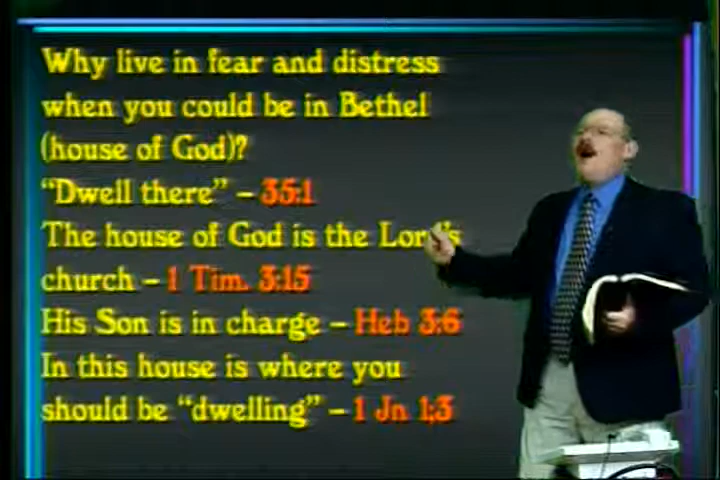 Why live in fear and distress
when you could be in Bethel
(house of God)?
"Dwell there" – 35:1
The house of God is the Lord's
church – 1 Tim. 3:15
His Son is in charge – Heb 3:6
In this house is where you
should be "dwelling" – 1 Jn 1;3